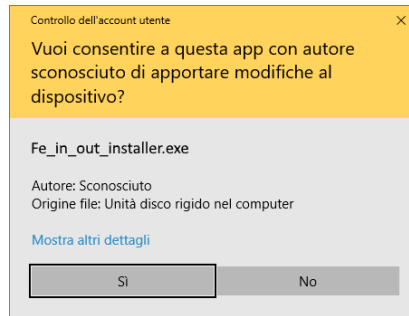 Controllo dell'account utente
Vuoi consentire a questa app con autore
sconosciuto di apportare modifiche al
dispositivo?
Fe_in_out_installer.exe
Autore: Sconosciuto
Origine file: Unità disco rigido nel computer
Mostra altri dettagli
Sì
No